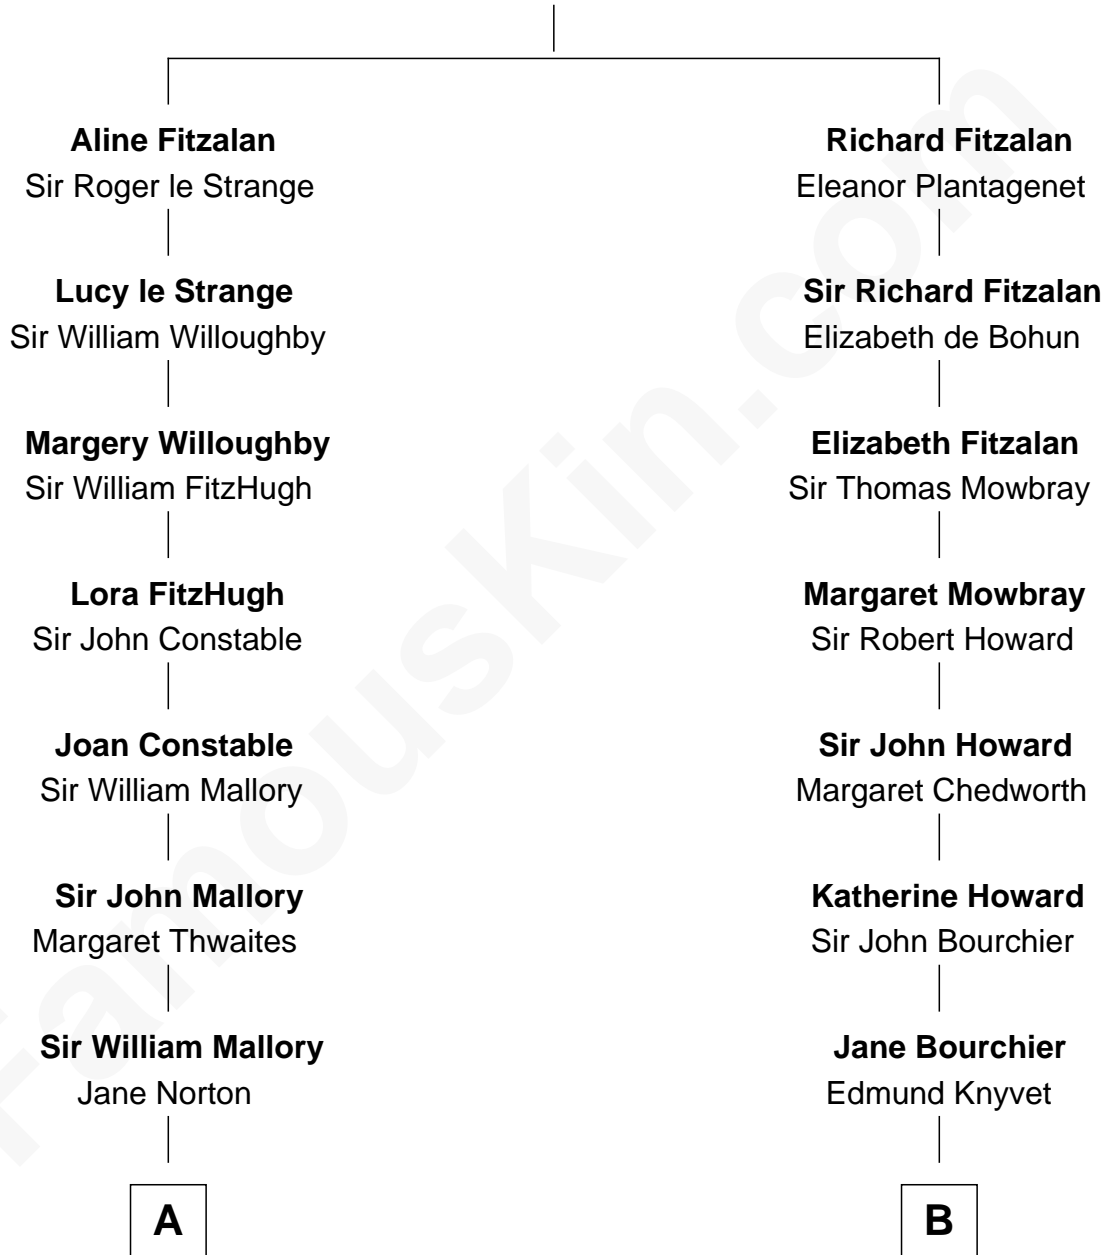 Aline Fitzalan
Sir Roger le Strange
Lucy le Strange
Sir William Willoughby
Margery Willoughby
Sir William FitzHugh
Lora FitzHugh
Sir John Constable
Joan Constable
Sir William Mallory
Sir John Mallory
Margaret Thwaites
Sir William Mallory
Jane Norton
A
Richard Fitzalan
Eleanor Plantagenet
Sir Richard Fitzalan
Elizabeth de Bohun
Elizabeth Fitzalan
Sir Thomas Mowbray
Margaret Mowbray
Sir Robert Howard
Sir John Howard
Margaret Chedworth
Katherine Howard
Sir John Bourchier
Jane Bourchier
Edmund Knyvet
B
FamousKin.com